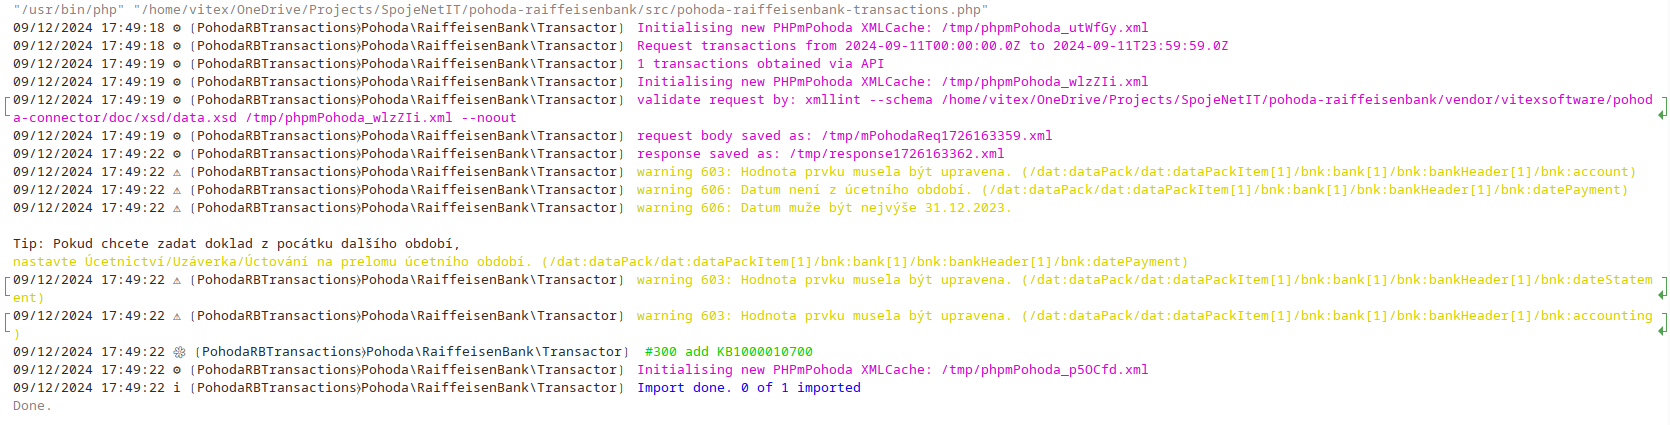 "/usr/bin/php" "/home/vitex/OneDrive/Projects/SpojeNetIT/pohoda-raiffeisenbank/src/pohoda-raiffeisenbank-transactions.php"
09/12/2024 17:49:18 ⚙ ❲PohodaRBTransactions⦒Pohoda\RaiffeisenBank\Transactor❳ Initialising new PHPmPohoda XMLCache: /tmp/phpmPohoda_utWfGy.xml
09/12/2024 17:49:18 ⚙ ❲PohodaRBTransactions⦒Pohoda\RaiffeisenBank\Transactor❳ Request transactions from 2024-09-11T00:00:00.0Z to 2024-09-11T23:59:59.0Z
09/12/2024 17:49:19 ⚙ ❲PohodaRBTransactions⦒Pohoda\RaiffeisenBank\Transactor❳ 1 transactions obtained via API
09/12/2024 17:49:19 ⚙ ❲PohodaRBTransactions⦒Pohoda\RaiffeisenBank\Transactor❳ Initialising new PHPmPohoda XMLCache: /tmp/phpmPohoda_wlzZIi.xml
09/12/2024 17:49:19 ⚙ ❲PohodaRBTransactions⦒Pohoda\RaiffeisenBank\Transactor❳ validate request by: xmllint --schema /home/vitex/OneDrive/Projects/SpojeNetIT/pohoda-raiffeisenbank/vendor/vitexsoftware/pohod
a-connector/doc/xsd/data.xsd /tmp/phpmPohoda_wlzZIi.xml --noout
09/12/2024 17:49:19 ⚙ ❲PohodaRBTransactions⦒Pohoda\RaiffeisenBank\Transactor❳ request body saved as: /tmp/mPohodaReq1726163359.xml
09/12/2024 17:49:22 ⚙ ❲PohodaRBTransactions⦒Pohoda\RaiffeisenBank\Transactor❳ response saved as: /tmp/response1726163362.xml
09/12/2024 17:49:22 ⚠ ❲PohodaRBTransactions⦒Pohoda\RaiffeisenBank\Transactor❳ warning 603: Hodnota prvku musela být upravena. (/dat:dataPack/dat:dataPackItem[1]/bnk:bank[1]/bnk:bankHeader[1]/bnk:account)
09/12/2024 17:49:22 ⚠ ❲PohodaRBTransactions⦒Pohoda\RaiffeisenBank\Transactor❳ warning 606: Datum není z úcetního období. (/dat:dataPack/dat:dataPackItem[1]/bnk:bank[1]/bnk:bankHeader[1]/bnk:datePayment)
09/12/2024 17:49:22 ⚠ ❲PohodaRBTransactions⦒Pohoda\RaiffeisenBank\Transactor❳ warning 606: Datum muže být nejvýše 31.12.2023.
Tip: Pokud chcete zadat doklad z pocátku dalšího období,
nastavte Úcetnictví/Uzáverka/Úctování na prelomu úcetního období. (/dat:dataPack/dat:dataPackItem[1]/bnk:bank[1]/bnk:bankHeader[1]/bnk:datePayment)
09/12/2024 17:49:22 ⚠ ❲PohodaRBTransactions⦒Pohoda\RaiffeisenBank\Transactor❳ warning 603: Hodnota prvku musela být upravena. (/dat:dataPack/dat:dataPackItem[1]/bnk:bank[1]/bnk:bankHeader[1]/bnk:dateStatem
ent)
09/12/2024 17:49:22 ⚠ ❲PohodaRBTransactions⦒Pohoda\RaiffeisenBank\Transactor❳ warning 603: Hodnota prvku musela být upravena. (/dat:dataPack/dat:dataPackItem[1]/bnk:bank[1]/bnk:bankHeader[1]/bnk:accounting
)
09/12/2024 17:49:22 🏵 ❲PohodaRBTransactions⦒Pohoda\RaiffeisenBank\Transactor❳ #300 add KB1000010700
09/12/2024 17:49:22 ⚙ ❲PohodaRBTransactions⦒Pohoda\RaiffeisenBank\Transactor❳ Initialising new PHPmPohoda XMLCache: /tmp/phpmPohoda_p5OCfd.xml
09/12/2024 17:49:22 ℹ ❲PohodaRBTransactions⦒Pohoda\RaiffeisenBank\Transactor❳ Import done. 0 of 1 imported
Done.